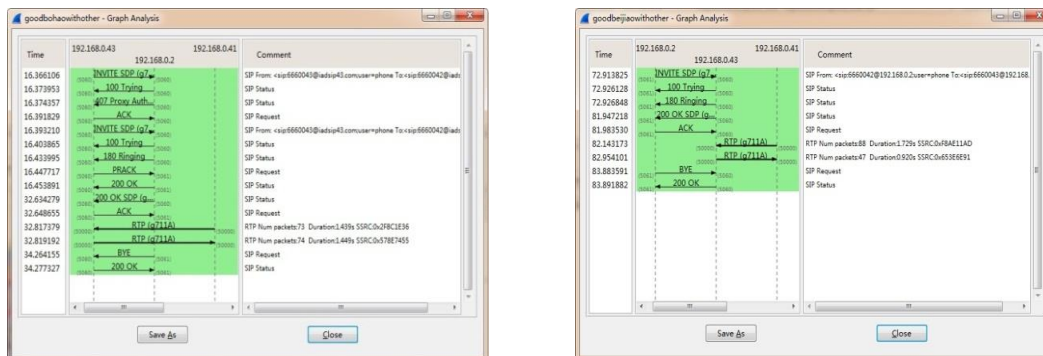 goodbohaowithother - Graph Analysis
Time
192.168.0.43
192.168.0.41
192.168.0.2
Comment
16.366106 INVITE SDP (g7... SIP From: <sip:6660043@iadsip43.com;user=phone To:<sip:6660042@iads
16.373953 100 Trying SIP Status
16.374357 407 Proxy Auth... SIP Status
16.391829 ACK SIP Request
16.393210 INVITE SDP (g7... SIP From: <sip:6660043@iadsip43.com;user=phone To:<sip:6660042@iads
16.403865 100 Trying SIP Status
16.433995 180 Ringing SIP Status
16.447717 PRACK SIP Request
16.453891 200 OK SIP Status
32.634279 200 OK SDP (g... SIP Status
32.648655 ACK SIP Request
32.817379 RTP (g711A) RTP Num packets:73 Duration:1.439s SSRC:0x2F8C1E36
32.819192 RTP (g711A) RTP Num packets:74 Duration:1.449s SSRC:0x578E7455
34.264155 BYE SIP Request
34.277327 200 OK SIP Status
Save As
Close
goodbeijiaowithother - Graph Analysis
Time
192.168.0.2
192.168.0.41
192.168.0.43
Comment
72.913825 INVITE SDP (g7... SIP From: <sip:6660042@192.168.0.2;user=phone To:<sip:6660043@192.168.
72.926128 100 Trying SIP Status
72.926848 180 Ringing SIP Status
81.947218 200 OK SDP (g... SIP Status
81.983530 ACK SIP Request
82.143173 RTP (g711A) RTP Num packets:88 Duration:1.729s SSRC:0xFBAE11AD
82.954101 RTP (g711A) RTP Num packets:47 Duration:0.920s SSRC:0x653E6E91
83.883591 BYE SIP Request
83.891882 200 OK SIP Status
Save As
Close